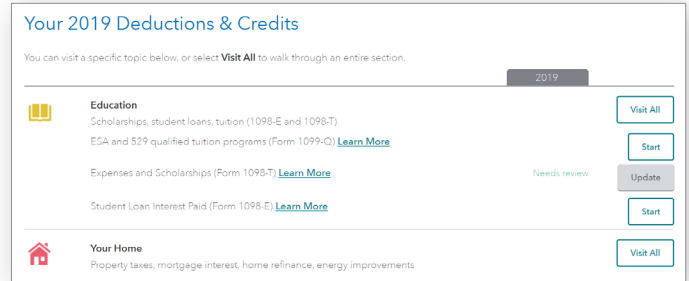 Your 2019 Deductions & Credits
You can visit a specific topic below, or select Visit All to walk through an entire section.
2019
Education
Visit All
Scholarships, student loans, tuition (1098-E and 1098-T)
ESA and 529 qualified tuition programs (Form 1099-Q) Learn More
Start
Expenses and Scholarships (Form 1098-T) Learn More
Needs review
Update
Student Loan Interest Paid (Form 1098-E) Learn More
Start
Your Home
Visit All
Property taxes, mortgage interest, home refinance, energy improvements